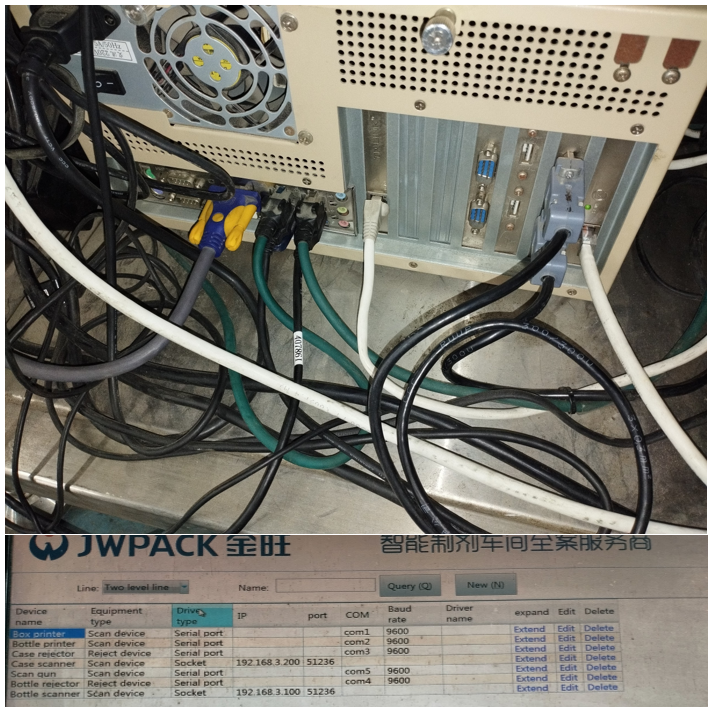 401861
300/500V
JWPACK 金旺
智能制剂车间全案服务商
Line: Two level line Name: Query (Q) New (N)
Device name Equipment type Drive type IP port COM Baud rate Driver name expand Edit Delete
Box printer Scan device Serial port com1 9600 Extend Edit Delete
Bottle printer Scan device Serial port com2 9600 Extend Edit Delete
Case rejector Reject device Serial port com3 9600 Extend Edit Delete
Case scanner Scan device Socket 192.168.3.200 51236 Extend Edit Delete
Scan gun Scan device Serial port com5 9600 Extend Edit Delete
Bottle rejector Reject device Serial port com4 9600 Extend Edit Delete
Bottle scanner Scan device Socket 192.168.3.100 51236 Extend Edit Delete